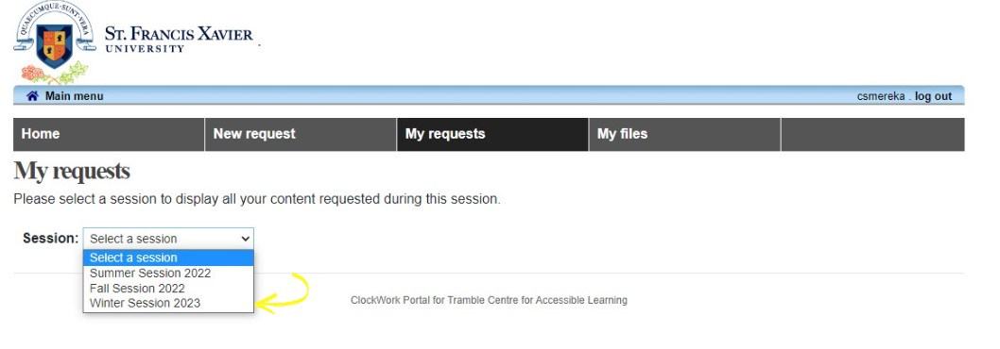 QUAECUMQUE·SUNT·VERA
ST. FRANCIS XAVIER
UNIVERSITY
Main menu
csmereka . log out
Home New request My requests My files
My requests
Please select a session to display all your content requested during this session.
Session: Select a session
Select a session
Summer Session 2022
Fall Session 2022
Winter Session 2023
ClockWork Portal for Tramble Centre for Accessible Learning